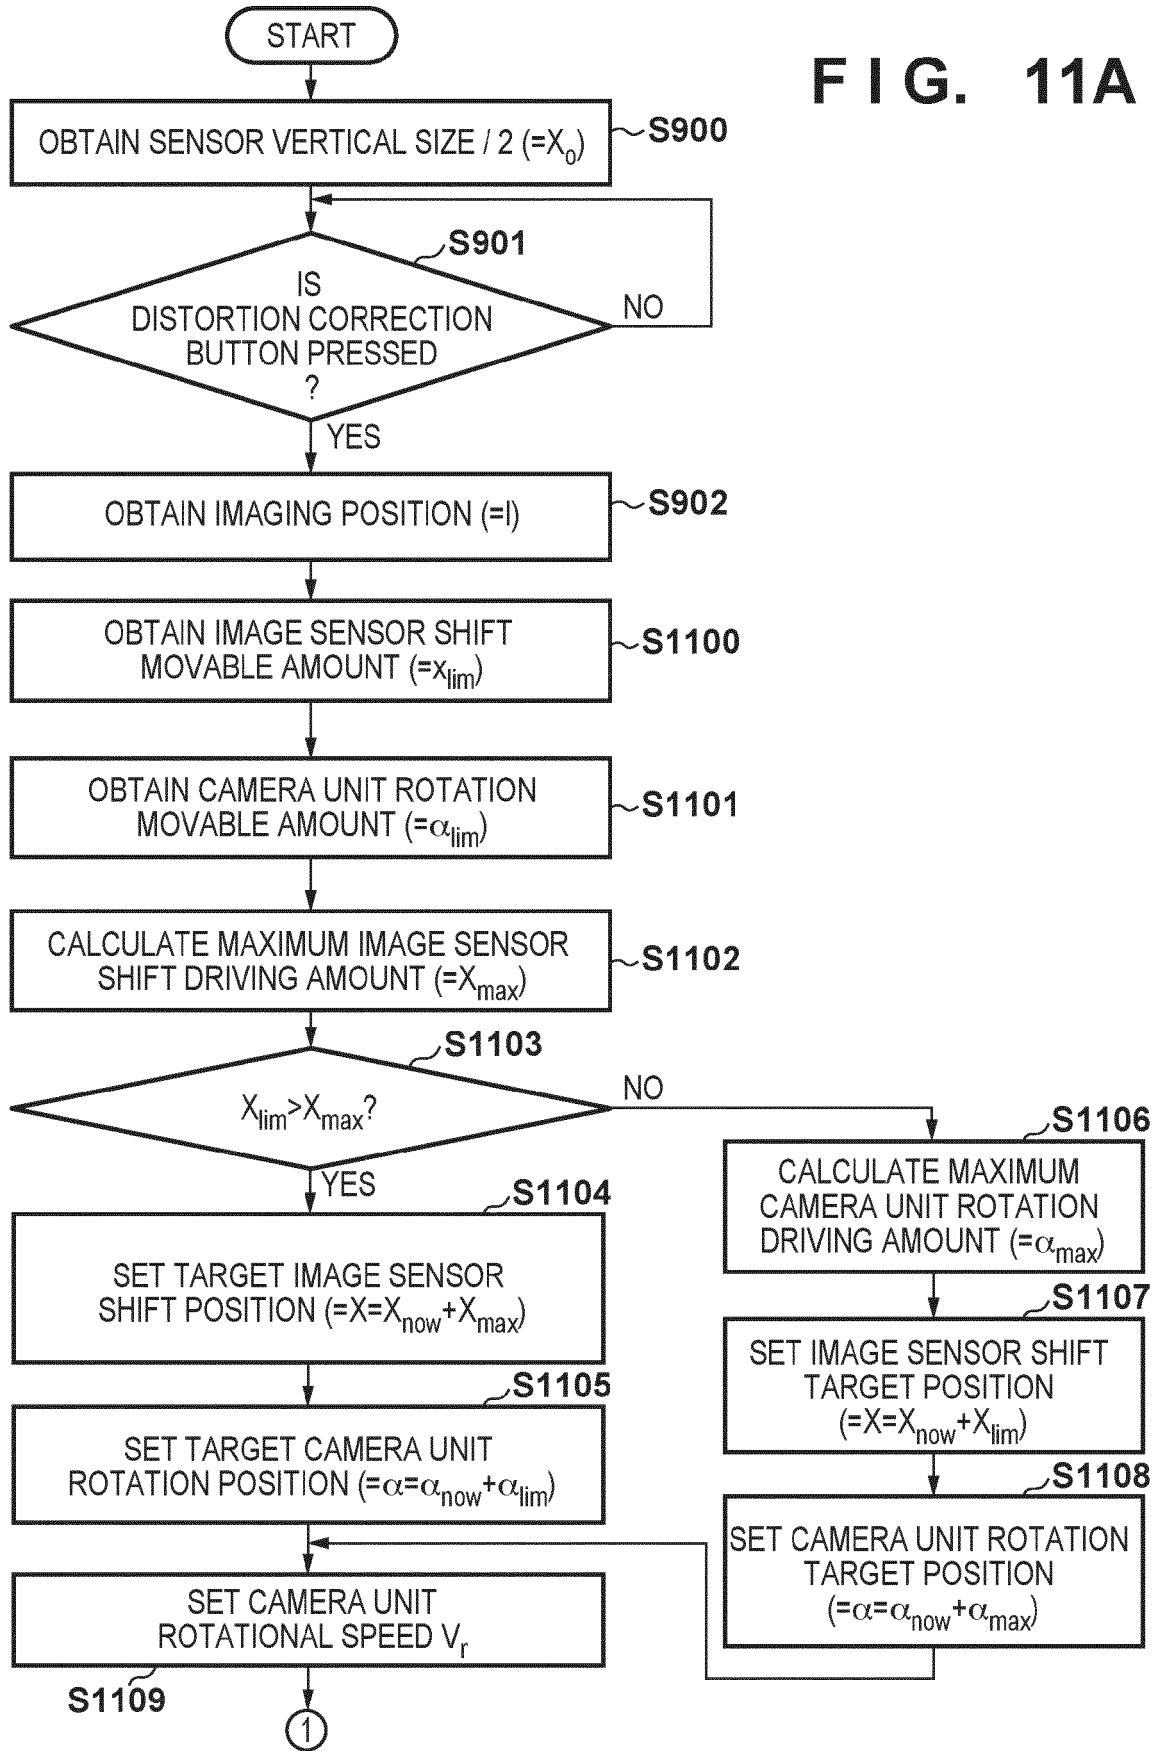 START
FIG. 11A
OBTAIN SENSOR VERTICAL SIZE / 2 (=Xo)
S900
S901
IS
DISTORTION CORRECTION
BUTTON PRESSED
?
NO
YES
OBTAIN IMAGING POSITION (=I)
S902
OBTAIN IMAGE SENSOR SHIFT
MOVABLE AMOUNT (=xlim)
S1100
OBTAIN CAMERA UNIT ROTATION
MOVABLE AMOUNT (=αlim)
S1101
CALCULATE MAXIMUM IMAGE SENSOR
SHIFT DRIVING AMOUNT (=Xmax)
S1102
S1103
Xlim>Xmax?
NO
YES
S1104
SET TARGET IMAGE SENSOR
SHIFT POSITION (=X=Xnow+Xmax)
S1105
SET TARGET CAMERA UNIT
ROTATION POSITION (=α=αnow+αlim)
S1106
CALCULATE MAXIMUM
CAMERA UNIT ROTATION
DRIVING AMOUNT (=αmax)
S1107
SET IMAGE SENSOR SHIFT
TARGET POSITION
(=X=Xnow+Xlim)
S1108
SET CAMERA UNIT ROTATION
TARGET POSITION
(=α=αnow+αmax)
SET CAMERA UNIT
ROTATIONAL SPEED Vr
S1109
1